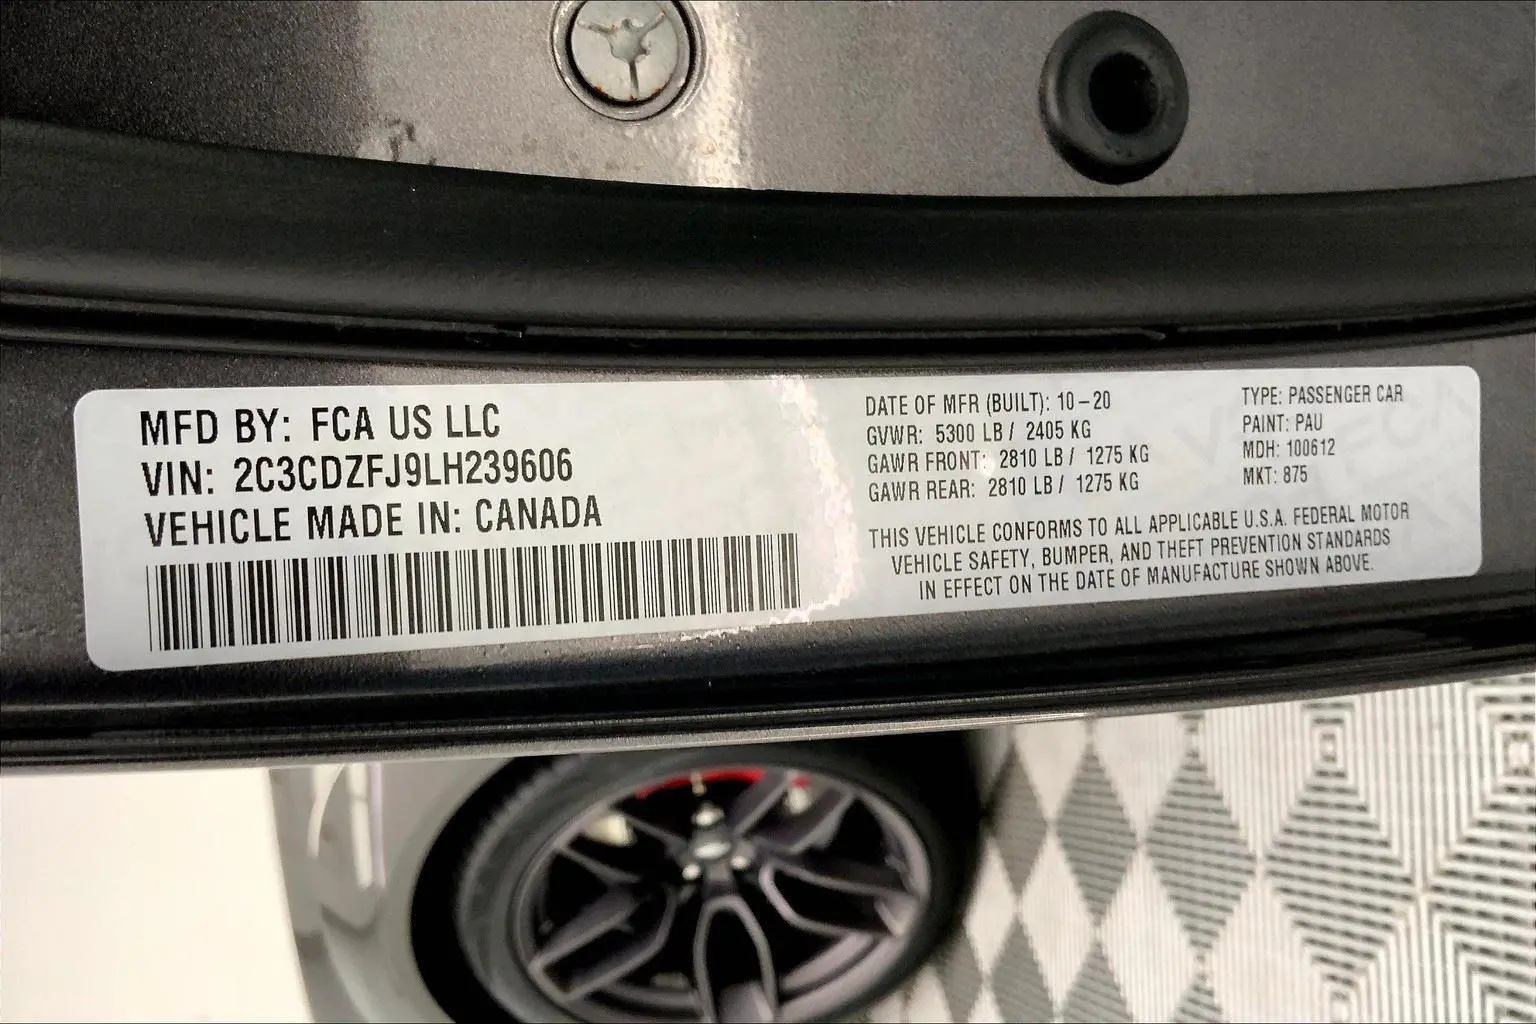 MFD BY: FCA US LLC
VIN: 2C3CDZFJ9LH239606
VEHICLE MADE IN: CANADA
DATE OF MFR (BUILT): 10-20
GVWR: 5300 LB / 2405 KG
GAWR FRONT: 2810 LB / 1275 KG
GAWR REAR: 2810 LB / 1275 KG
TYPE: PASSENGER CAR
PAINT: PAU
MDH: 100612
MKT: 875
THIS VEHICLE CONFORMS TO ALL APPLICABLE U.S.A. FEDERAL MOTOR
VEHICLE SAFETY, BUMPER, AND THEFT PREVENTION STANDARDS
IN EFFECT ON THE DATE OF MANUFACTURE SHOWN ABOVE.